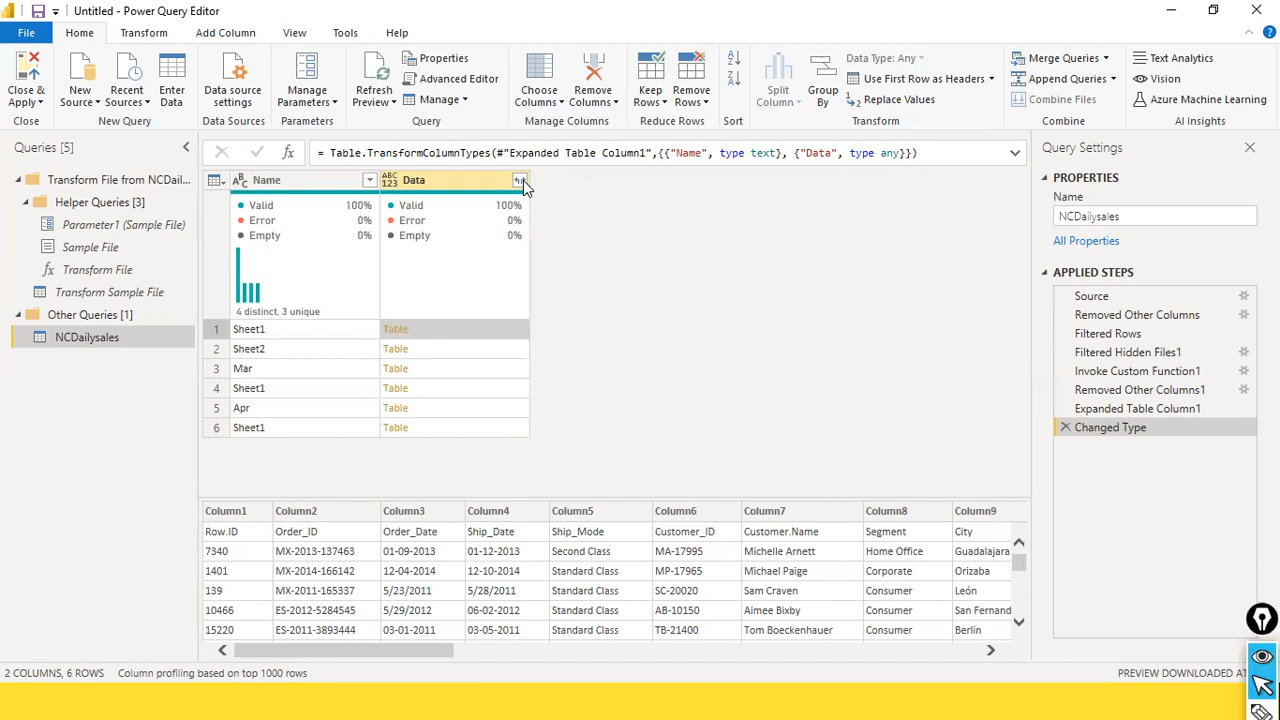 Untitled - Power Query Editor
File Home Transform Add Column View Tools Help
Close & Apply
New Source
Recent Sources
Enter Data
Data source settings
Manage Parameters
Refresh Preview
Properties
Advanced Editor
Manage
Choose Columns
Remove Columns
Keep Rows
Remove Rows
Split Column
Group By
Data Type: Any
Use First Row as Headers
Replace Values
Merge Queries
Append Queries
Combine Files
Text Analytics
Vision
Azure Machine Learning
Close New Query Data Sources Parameters Query Manage Columns Reduce Rows Sort Transform Combine AI Insights
Queries [5]
Transform File from NCDail...
Helper Queries [3]
Parameter1 (Sample File)
Sample File
fx Transform File
Transform Sample File
Other Queries [1]
NCDailysales
fx = Table.TransformColumnTypes(#"Expanded Table Column1",{{"Name", type text}, {"Data", type any}})
ABC Name ABC 123 Data
Valid 100% Valid 100%
Error 0% Error 0%
Empty 0% Empty 0%
4 distinct, 3 unique
1 Sheet1 Table
2 Sheet2 Table
3 Mar Table
4 Sheet1 Table
5 Apr Table
6 Sheet1 Table
Column1 Column2 Column3 Column4 Column5 Column6 Column7 Column8 Column9
Row.ID Order_ID Order_Date Ship_Date Ship_Mode Customer_ID Customer.Name Segment City
7340 MX-2013-137463 01-09-2013 01-12-2013 Second Class MA-17995 Michelle Arnett Home Office Guadalajara
1401 MX-2014-166142 12-04-2014 12-10-2014 Standard Class MP-17965 Michael Paige Corporate Orizaba
139 MX-2011-165337 5/23/2011 5/28/2011 Standard Class SC-20020 Sam Craven Consumer León
10466 ES-2012-5284545 5/29/2012 06-02-2012 Standard Class AB-10150 Aimee Bixby Consumer San Fernand
15220 ES-2011-3893444 03-01-2011 03-05-2011 Standard Class TB-21400 Tom Boeckenhauer Consumer Berlin
Query Settings
PROPERTIES
Name
NCDailysales
All Properties
APPLIED STEPS
Source
Removed Other Columns
Filtered Rows
Filtered Hidden Files1
Invoke Custom Function1
Removed Other Columns1
Expanded Table Column1
Changed Type
2 COLUMNS, 6 ROWS Column profiling based on top 1000 rows PREVIEW DOWNLOADED AT